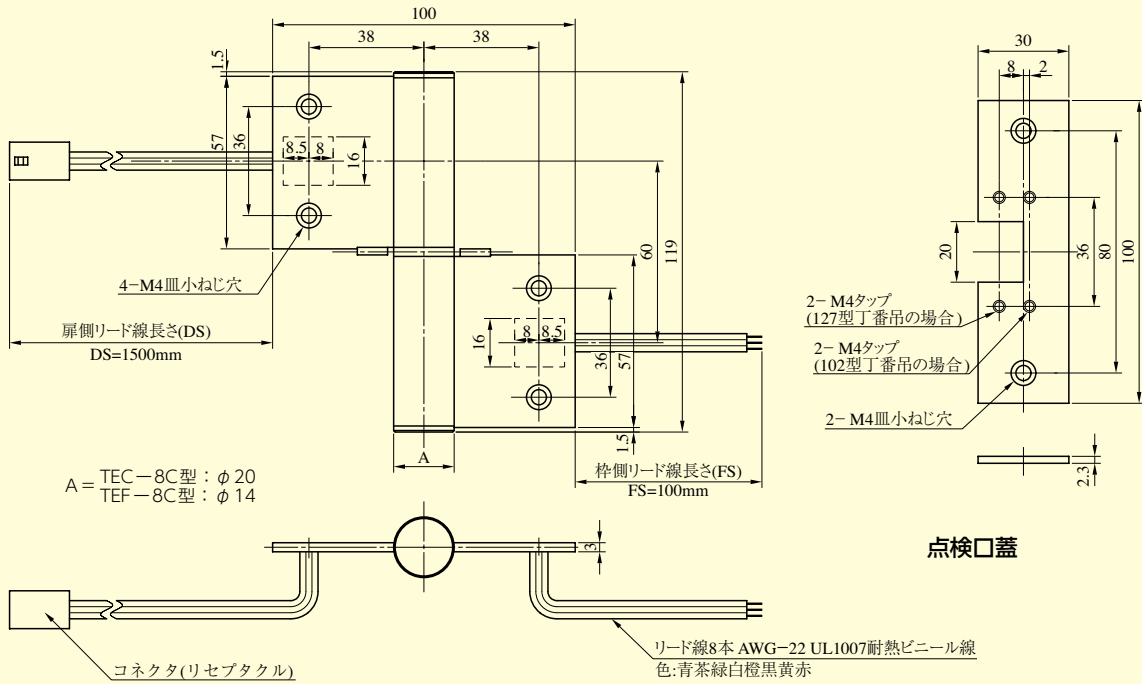 100
38
38
1.5
57
36
8.5
8
16
60
119
4-M4皿小ねじ穴
扉側リード線長さ(DS)
DS=1500mm
16
8
8.5
36
57
1.5
A
枠側リード線長さ(FS)
FS=100mm
A = TEC-8C型：φ20
TEF-8C型：φ14
3
コネクタ(リセプタクル)
リード線8本 AWG-22 UL1007耐熱ビニール線
色:青茶緑白橙黒黄赤
30
8
2
20
36
80
100
2-M4タップ
(127型丁番吊の場合)
2-M4タップ
(102型丁番吊の場合)
2-M4皿小ねじ穴
2.3
点検口蓋